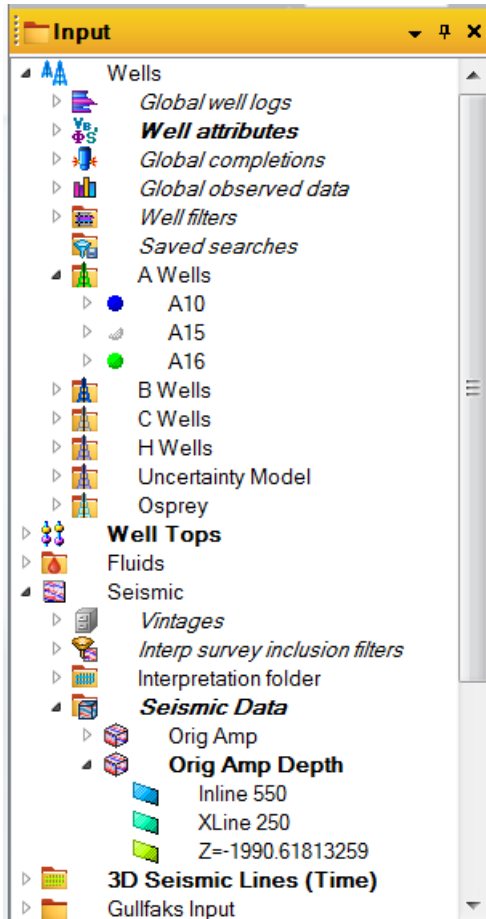 Input
Wells
Global well logs
Well attributes
Global completions
Global observed data
Well filters
Saved searches
A Wells
A10
A15
A16
B Wells
C Wells
H Wells
Uncertainty Model
Osprey
Well Tops
Fluids
Seismic
Vintages
Interp survey inclusion filters
Interpretation folder
Seismic Data
Orig Amp
Orig Amp Depth
Inline 550
XLine 250
Z=-1990.61813259
3D Seismic Lines (Time)
Gullfaks Input